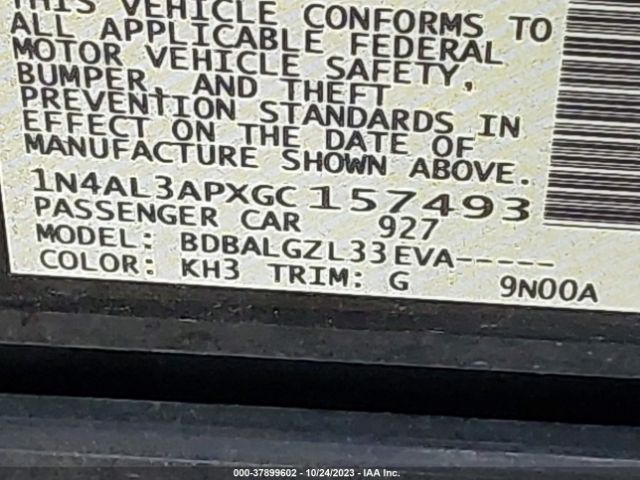 THIS VEHICLE CONFORMS TO
ALL APPLICABLE FEDERAL
MOTOR VEHICLE SAFETY,
BUMPER, AND THEFT
PREVENTION STANDARDS IN
EFFECT ON THE DATE OF
MANUFACTURE SHOWN ABOVE.
1N4AL3APXGC157493
PASSENGER CAR 927
MODEL: BDBALGZL33EVA-----
COLOR: KH3 TRIM: G 9N00A
000-37899602 - 10/24/2023 - IAA Inc.